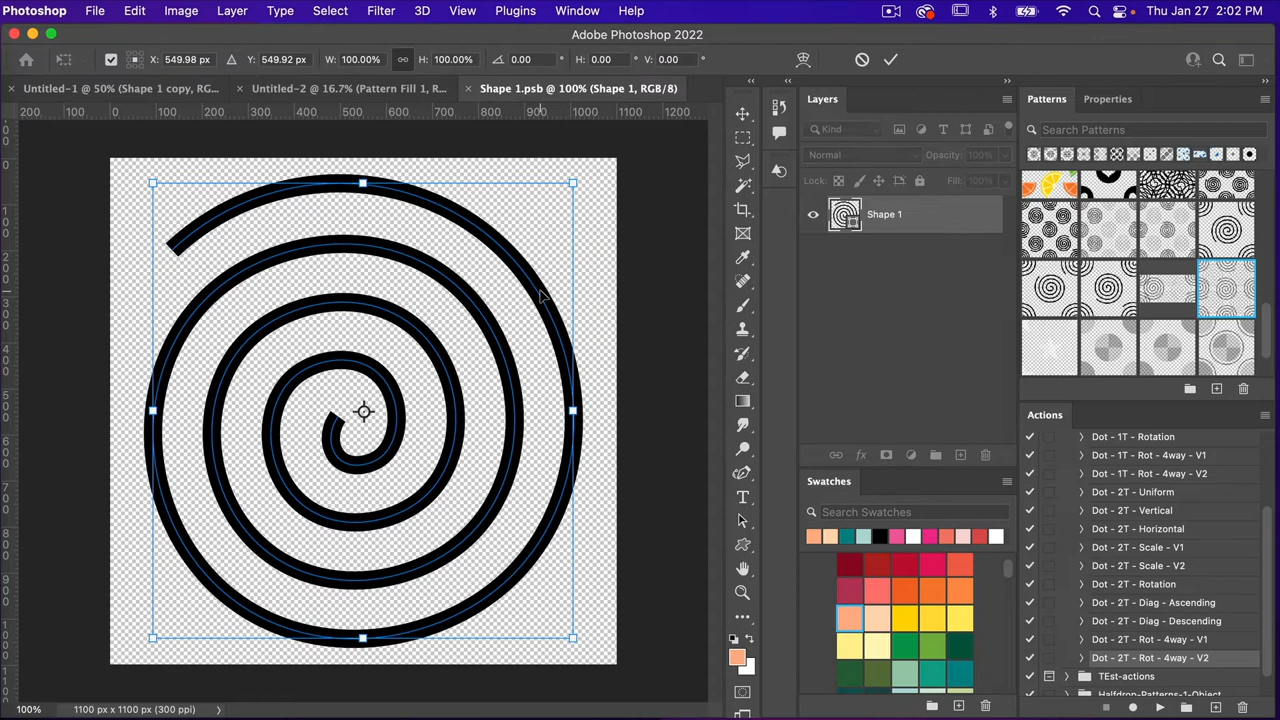 Photoshop File Edit Image Layer Type Select Filter 3D View Plugins Window Help Thu Jan 27 2:02 PM
Adobe Photoshop 2022
X: 549.98 px Y: 549.92 px W: 100.00% H: 100.00% 0.00 ° H: 0.00 ° V: 0.00 °
× Untitled-1 @ 50% (Shape 1 copy, RG... × Untitled-2 @ 16.7% (Pattern Fill 1, R... × Shape 1.psb @ 100% (Shape 1, RGB/8)
200 100 0 100 200 300 400 500 600 700 800 900 1000 1100 1200
Layers
Kind
Normal Opacity: 100%
Lock: Fill: 100%
Shape 1
Patterns Properties
Search Patterns
Actions
Dot - 1T - Rotation
Dot - 1T - Rot - 4way - V1
Dot - 1T - Rot - 4way - V2
Dot - 2T - Uniform
Dot - 2T - Vertical
Dot - 2T - Horizontal
Dot - 2T - Scale - V1
Dot - 2T - Scale - V2
Dot - 2T - Rotation
Dot - 2T - Diag - Ascending
Dot - 2T - Diag - Descending
Dot - 2T - Rot - 4way - V1
Dot - 2T - Rot - 4way - V2
TEst-actions
Halfdrop-Patterns-1-Object
Swatches
Search Swatches
100% 1100 px x 1100 px (300 ppi)